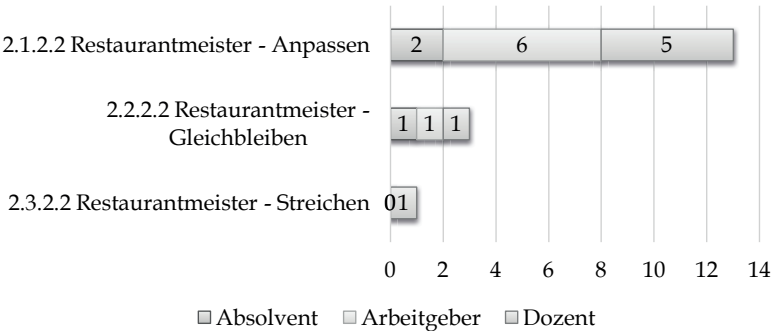 2.1.2.2 Restaurantmeister - Anpassen
2 6 5
2.2.2.2 Restaurantmeister -
Gleichbleiben
1 1 1
2.3.2.2 Restaurantmeister - Streichen
0 1
0 2 4 6 8 10 12 14
Absolvent Arbeitgeber Dozent